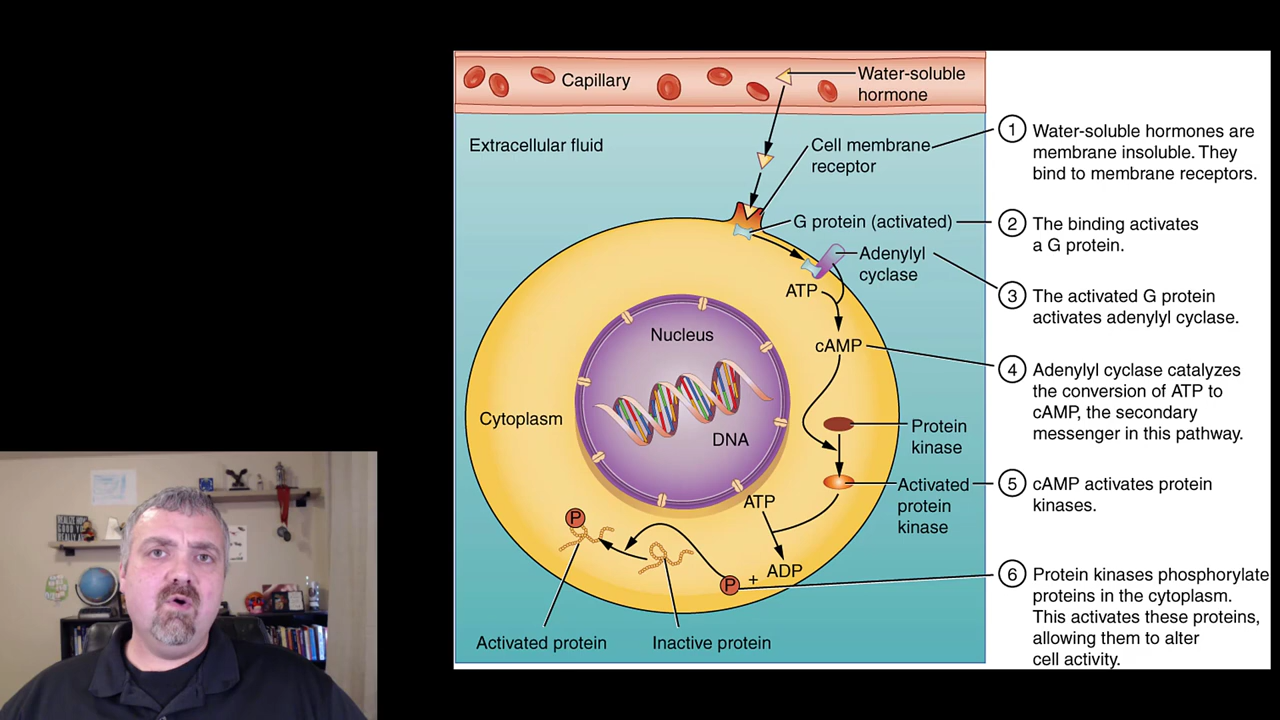 Capillary
Water-soluble
hormone
Extracellular fluid
Cell membrane
receptor
G protein (activated)
Adenylyl
cyclase
ATP
cAMP
Nucleus
DNA
Cytoplasm
Protein
kinase
Activated
protein
kinase
ATP
ADP
P
P
+
Activated protein
Inactive protein
1 Water-soluble hormones are
membrane insoluble. They
bind to membrane receptors.
2 The binding activates
a G protein.
3 The activated G protein
activates adenylyl cyclase.
4 Adenylyl cyclase catalyzes
the conversion of ATP to
cAMP, the secondary
messenger in this pathway.
5 cAMP activates protein
kinases.
6 Protein kinases phosphorylate
proteins in the cytoplasm.
This activates these proteins,
allowing them to alter
cell activity.